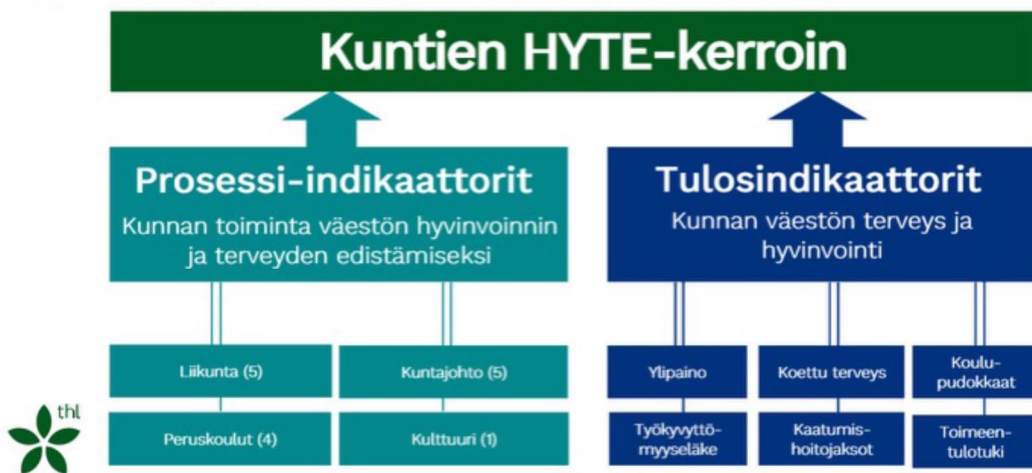 Kuntien HYTE-kerroin
Prosessi-indikaattorit
Kunnan toiminta väestön hyvinvoinnin
ja terveyden edistämiseksi
Tulosindikaattorit
Kunnan väestön terveys ja
hyvinvointi
Liikunta (5)
Kuntajohto (5)
Peruskoulut (4)
Kulttuuri (1)
Ylipaino
Koettu terveys
Koulu-
pudokkaat
Työkyvyttö-
myyseläke
Kaatumis-
hoitojaksot
Toimeen-
tulotuki
thl